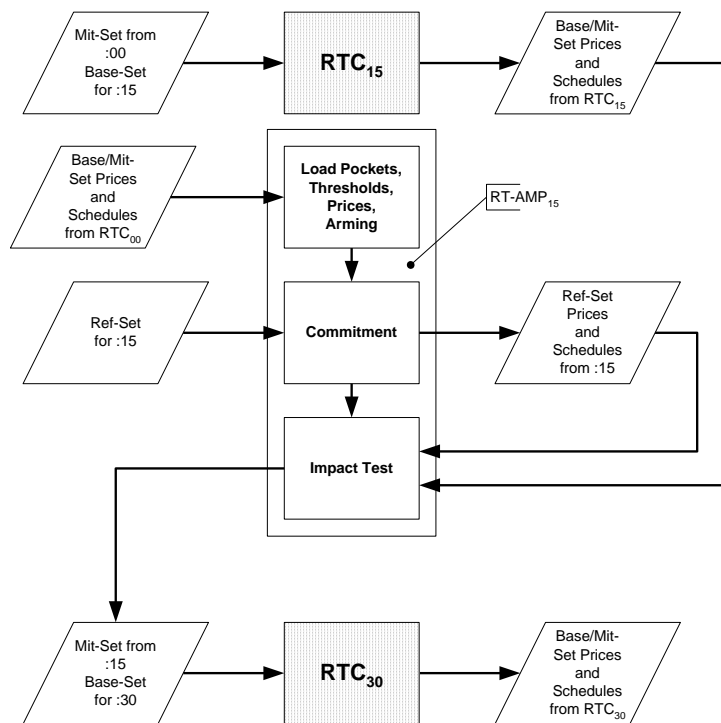 Mit-Set from
:00
Base-Set
for :15
RTC15
Base/Mit-
Set Prices
and
Schedules
from RTC15
Base/Mit-
Set Prices
and
Schedules
from RTC00
Load Pockets,
Thresholds,
Prices,
Arming
RT-AMP15
Ref-Set
for :15
Commitment
Ref-Set
Prices
and
Schedules
from :15
Impact Test
Mit-Set from
:15
Base-Set
for :30
RTC30
Base/Mit-
Set Prices
and
Schedules
from RTC30